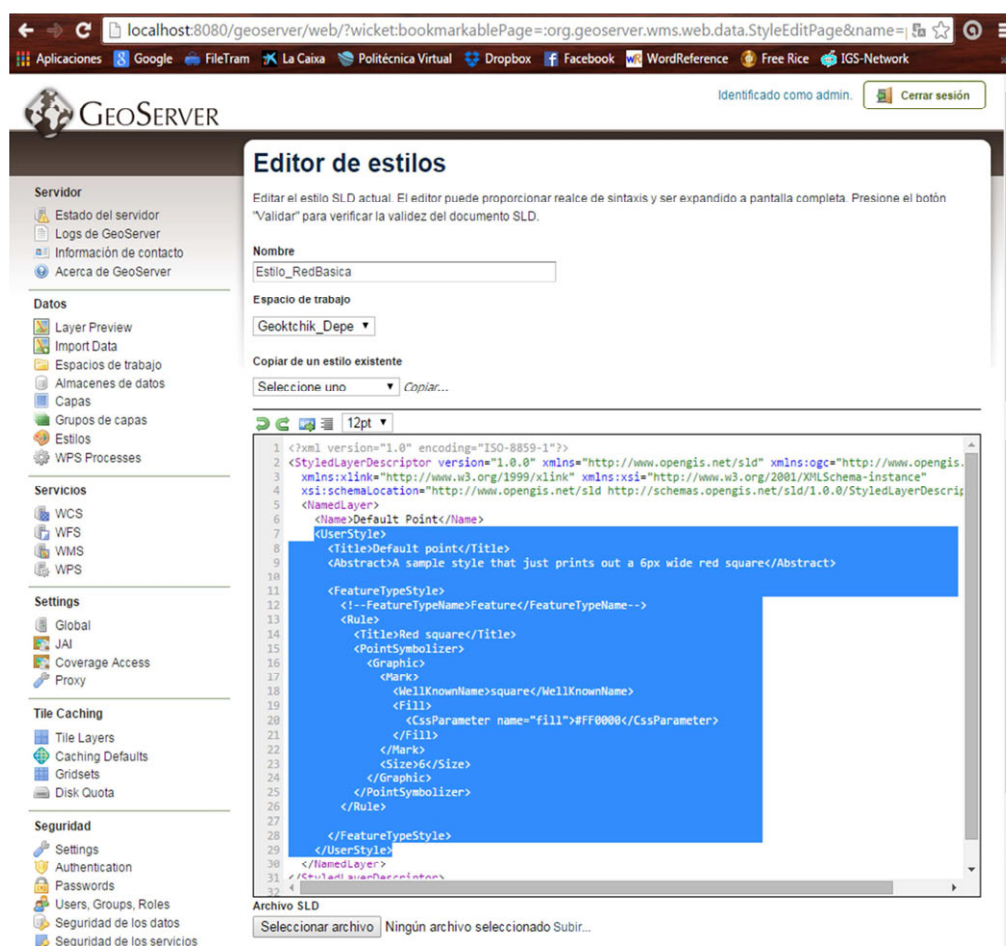 localhost:8080/geoserver/web/?wicket:bookmarkablePage=:org.geoserver.wms.web.data.StyleEditPage&name=
Aplicaciones Google FileTram La Caixa Politécnica Virtual Dropbox Facebook WordReference Free Rice IGS-Network
GEOSERVER
Identificado como admin. Cerrar sesión
Servidor
Estado del servidor
Logs de GeoServer
Información de contacto
Acerca de GeoServer
Datos
Layer Preview
Import Data
Espacios de trabajo
Almacenes de datos
Capas
Grupos de capas
Estilos
WPS Processes
Servicios
WCS
WFS
WMS
WPS
Settings
Global
JAI
Coverage Access
Proxy
Tile Caching
Tile Layers
Caching Defaults
Gridsets
Disk Quota
Seguridad
Settings
Authentication
Passwords
Users, Groups, Roles
Seguridad de los datos
Seguridad de los servicios
Editor de estilos
Editar el estilo SLD actual. El editor puede proporcionar realce de sintaxis y ser expandido a pantalla completa. Presione el botón
"Validar" para verificar la validez del documento SLD.
Nombre
Estilo_RedBasica
Espacio de trabajo
Geoktchik_Depe
Copiar de un estilo existente
Seleccione uno Copiar...
12pt
1 <?xml version="1.0" encoding="ISO-8859-1"?>
2 <StyledLayerDescriptor version="1.0.0" xmlns="http://www.opengis.net/sld" xmlns:ogc="http://www.opengis.
3 xmlns:xlink="http://www.w3.org/1999/xlink" xmlns:xsi="http://www.w3.org/2001/XMLSchema-instance"
4 xsi:schemaLocation="http://www.opengis.net/sld http://schemas.opengis.net/sld/1.0.0/StyledLayerDescrip
5 <NamedLayer>
6 <Name>Default Point</Name>
7 <UserStyle>
8 <Title>Default point</Title>
9 <Abstract>A sample style that just prints out a 6px wide red square</Abstract>
10
11 <FeatureTypeStyle>
12 <!--FeatureTypeName>Feature</FeatureTypeName-->
13 <Rule>
14 <Title>Red square</Title>
15 <PointSymbolizer>
16 <Graphic>
17 <Mark>
18 <WellKnownName>square</WellKnownName>
19 <Fill>
20 <CssParameter name="fill">#FF0000</CssParameter>
21 </Fill>
22 </Mark>
23 <Size>6</Size>
24 </Graphic>
25 </PointSymbolizer>
26 </Rule>
27
28 </FeatureTypeStyle>
29 </UserStyle>
30 </NamedLayer>
31 </StyledLayerDescriptor>
32
Archivo SLD
Seleccionar archivo Ningún archivo seleccionado Subir...